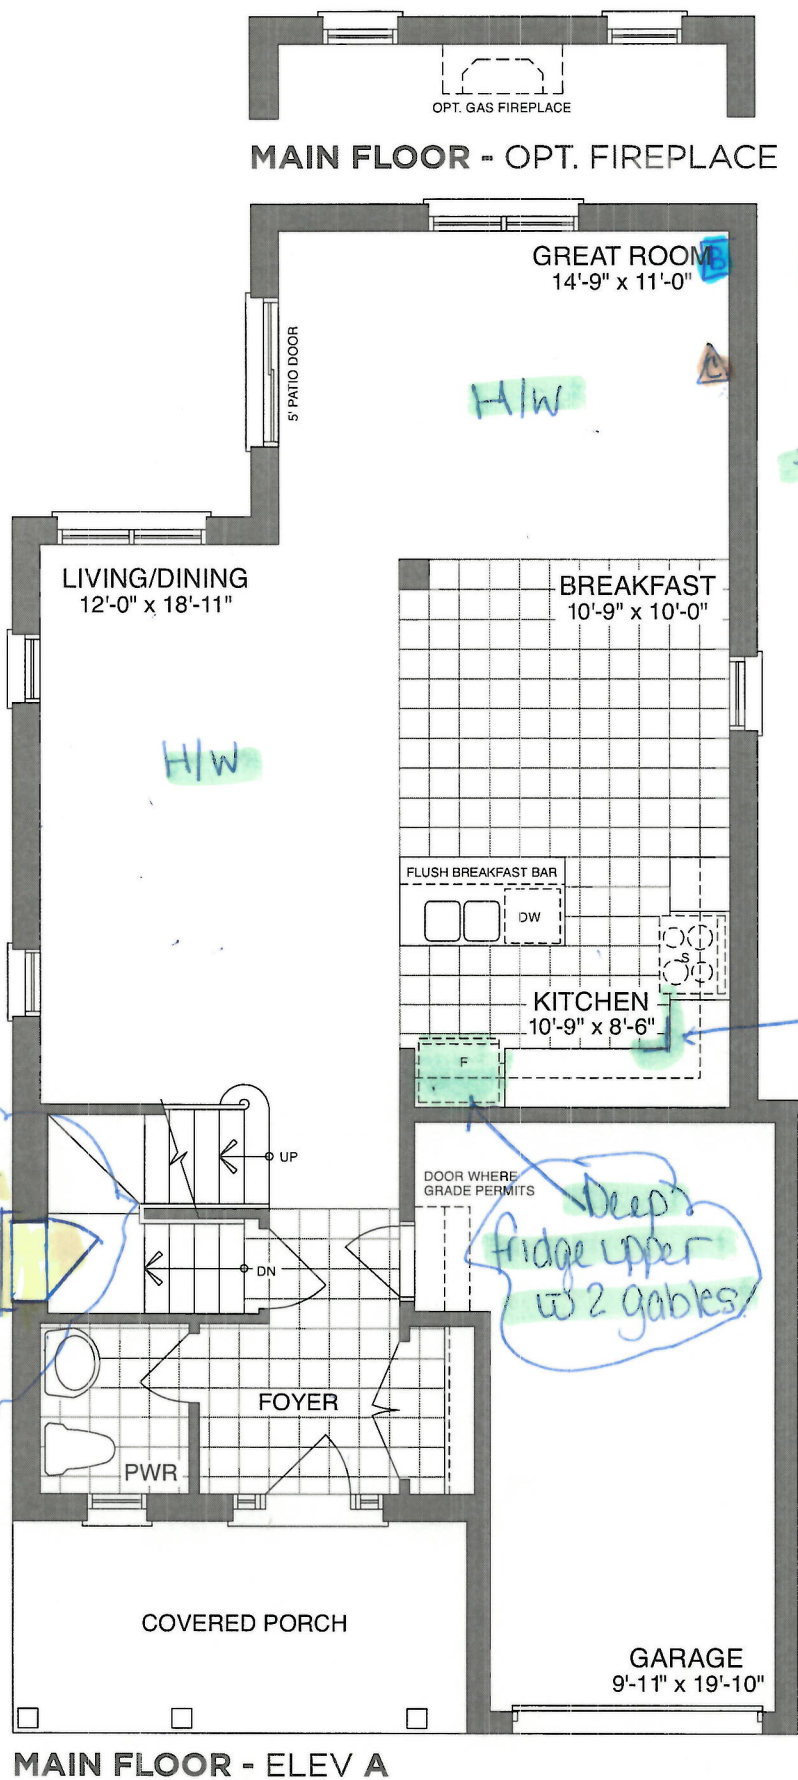 OPT. GAS FIREPLACE
MAIN FLOOR - OPT. FIREPLACE
GREAT ROOM
B
14'-9" x 11'-0"
5' PATIO DOOR
C
H/W
LIVING/DINING
12'-0" x 18'-11"
BREAKFAST
10'-9" x 10'-0"
H/W
FLUSH BREAKFAST BAR
DW
S
KITCHEN
10'-9" x 8'-6"
F
UP
DOOR WHERE
GRADE PERMITS
Deep
fridge upper
w 2 gables
DN
FOYER
PWR
COVERED PORCH
GARAGE
9'-11" x 19'-10"
MAIN FLOOR - ELEV A